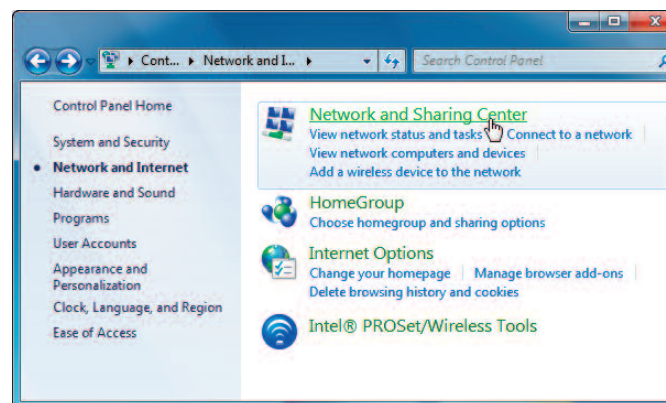 Cont... Network and I... Search Control Panel
Control Panel Home
System and Security
Network and Internet
Hardware and Sound
Programs
User Accounts
Appearance and
Personalization
Clock, Language, and Region
Ease of Access
Network and Sharing Center
View network status and tasks Connect to a network
View network computers and devices
Add a wireless device to the network
HomeGroup
Choose homegroup and sharing options
Internet Options
Change your homepage Manage browser add-ons
Delete browsing history and cookies
Intel® PROSet/Wireless Tools